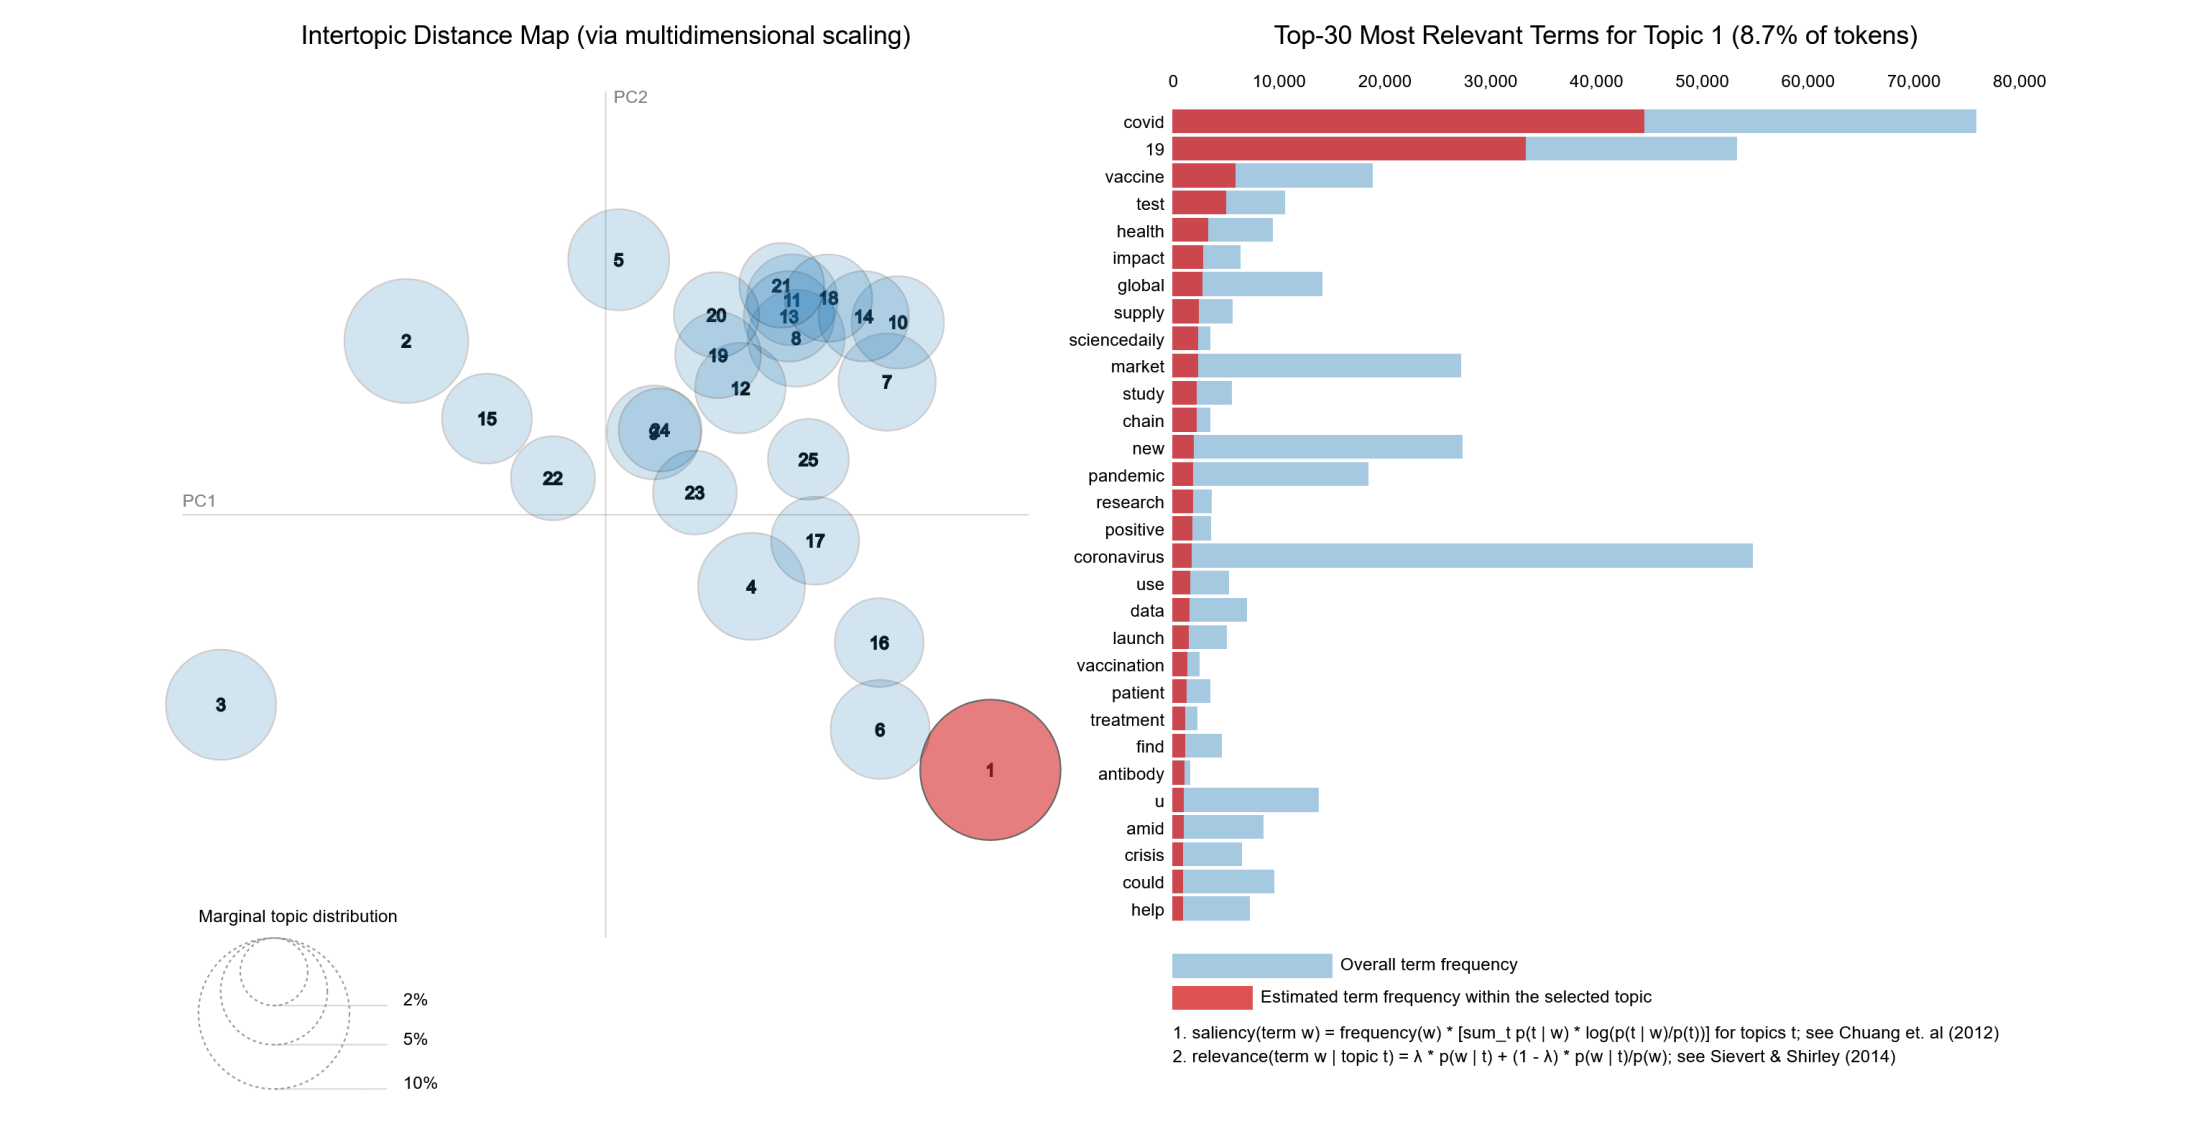 Intertopic Distance Map (via multidimensional scaling)
PC2
PC1
5
2
21
11
18
20
13
14
10
8
19
7
12
15
9
24
25
22
23
17
4
16
3
6
1
Marginal topic distribution
2%
5%
10%
Top-30 Most Relevant Terms for Topic 1 (8.7% of tokens)
0 10,000 20,000 30,000 40,000 50,000 60,000 70,000 80,000
covid
19
vaccine
test
health
impact
global
supply
sciencedaily
market
study
chain
new
pandemic
research
positive
coronavirus
use
data
launch
vaccination
patient
treatment
find
antibody
u
amid
crisis
could
help
Overall term frequency
Estimated term frequency within the selected topic
1. saliency(term w) = frequency(w) * [sum_t p(t | w) * log(p(t | w)/p(t))] for topics t; see Chuang et. al (2012)
2. relevance(term w | topic t) = λ * p(w | t) + (1 - λ) * p(w | t)/p(w); see Sievert & Shirley (2014)